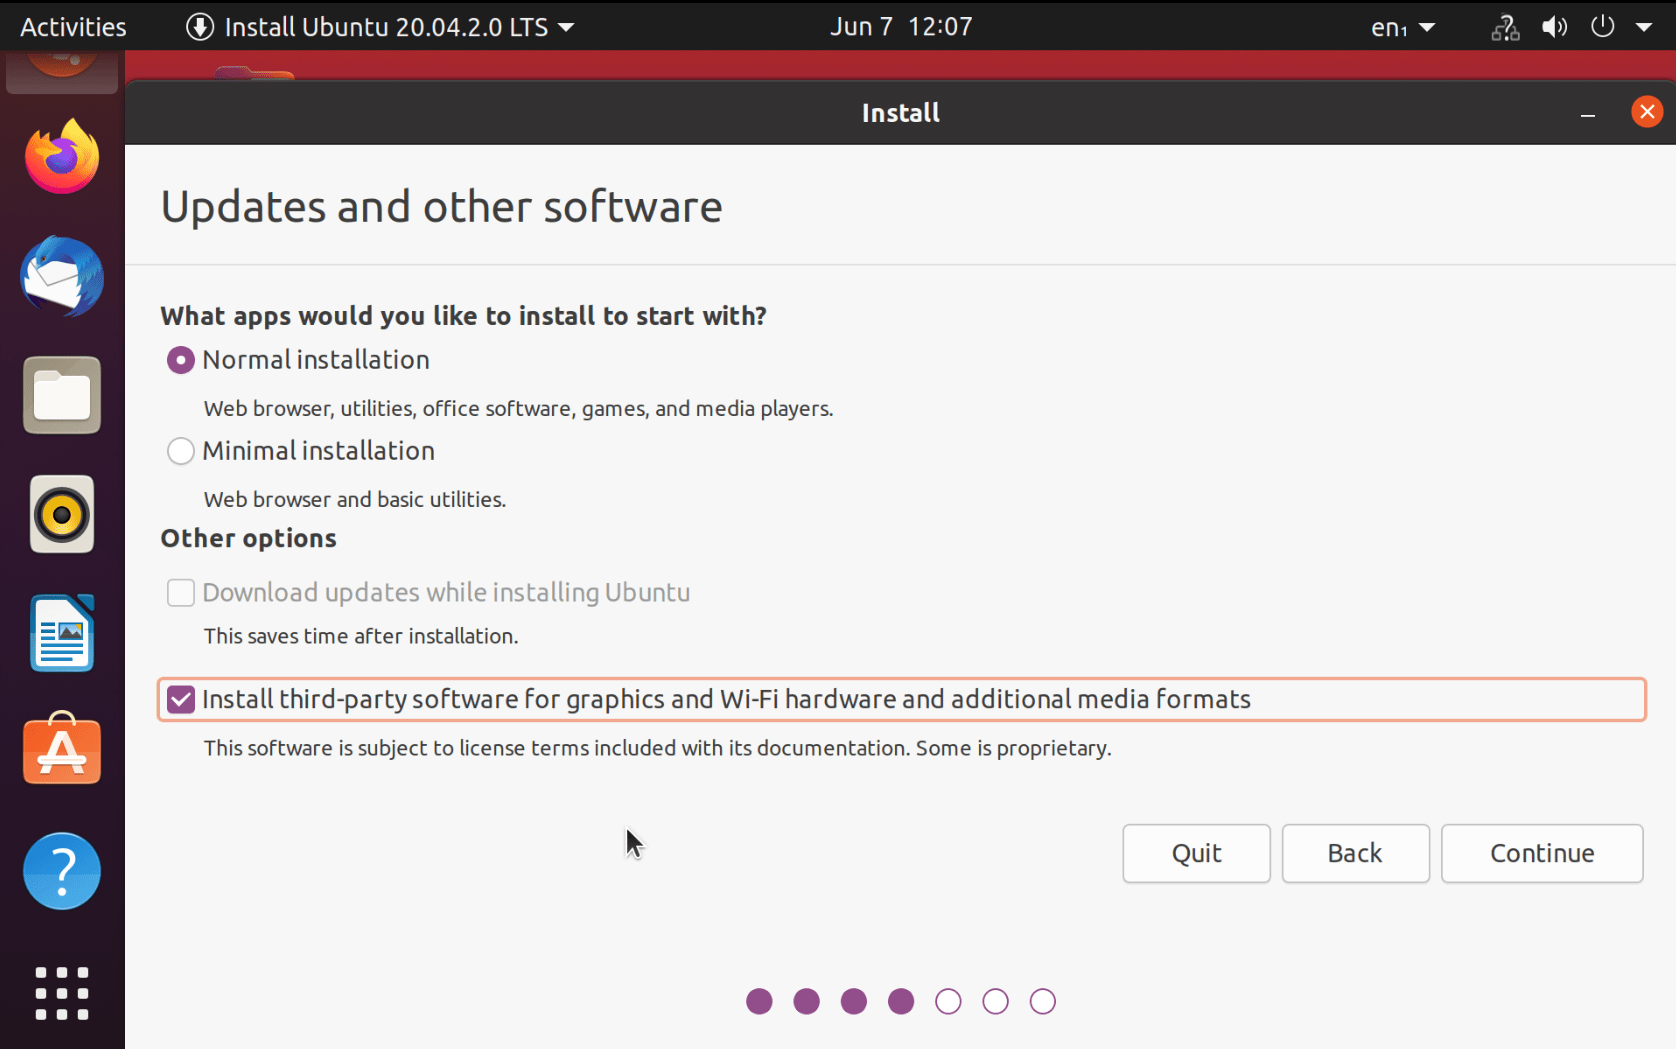 Activities
Install Ubuntu 20.04.2.0 LTS
Jun 7 12:07
en₁
Install
Updates and other software
What apps would you like to install to start with?
Normal installation
Web browser, utilities, office software, games, and media players.
Minimal installation
Web browser and basic utilities.
Other options
Download updates while installing Ubuntu
This saves time after installation.
Install third-party software for graphics and Wi-Fi hardware and additional media formats
This software is subject to license terms included with its documentation. Some is proprietary.
Quit
Back
Continue